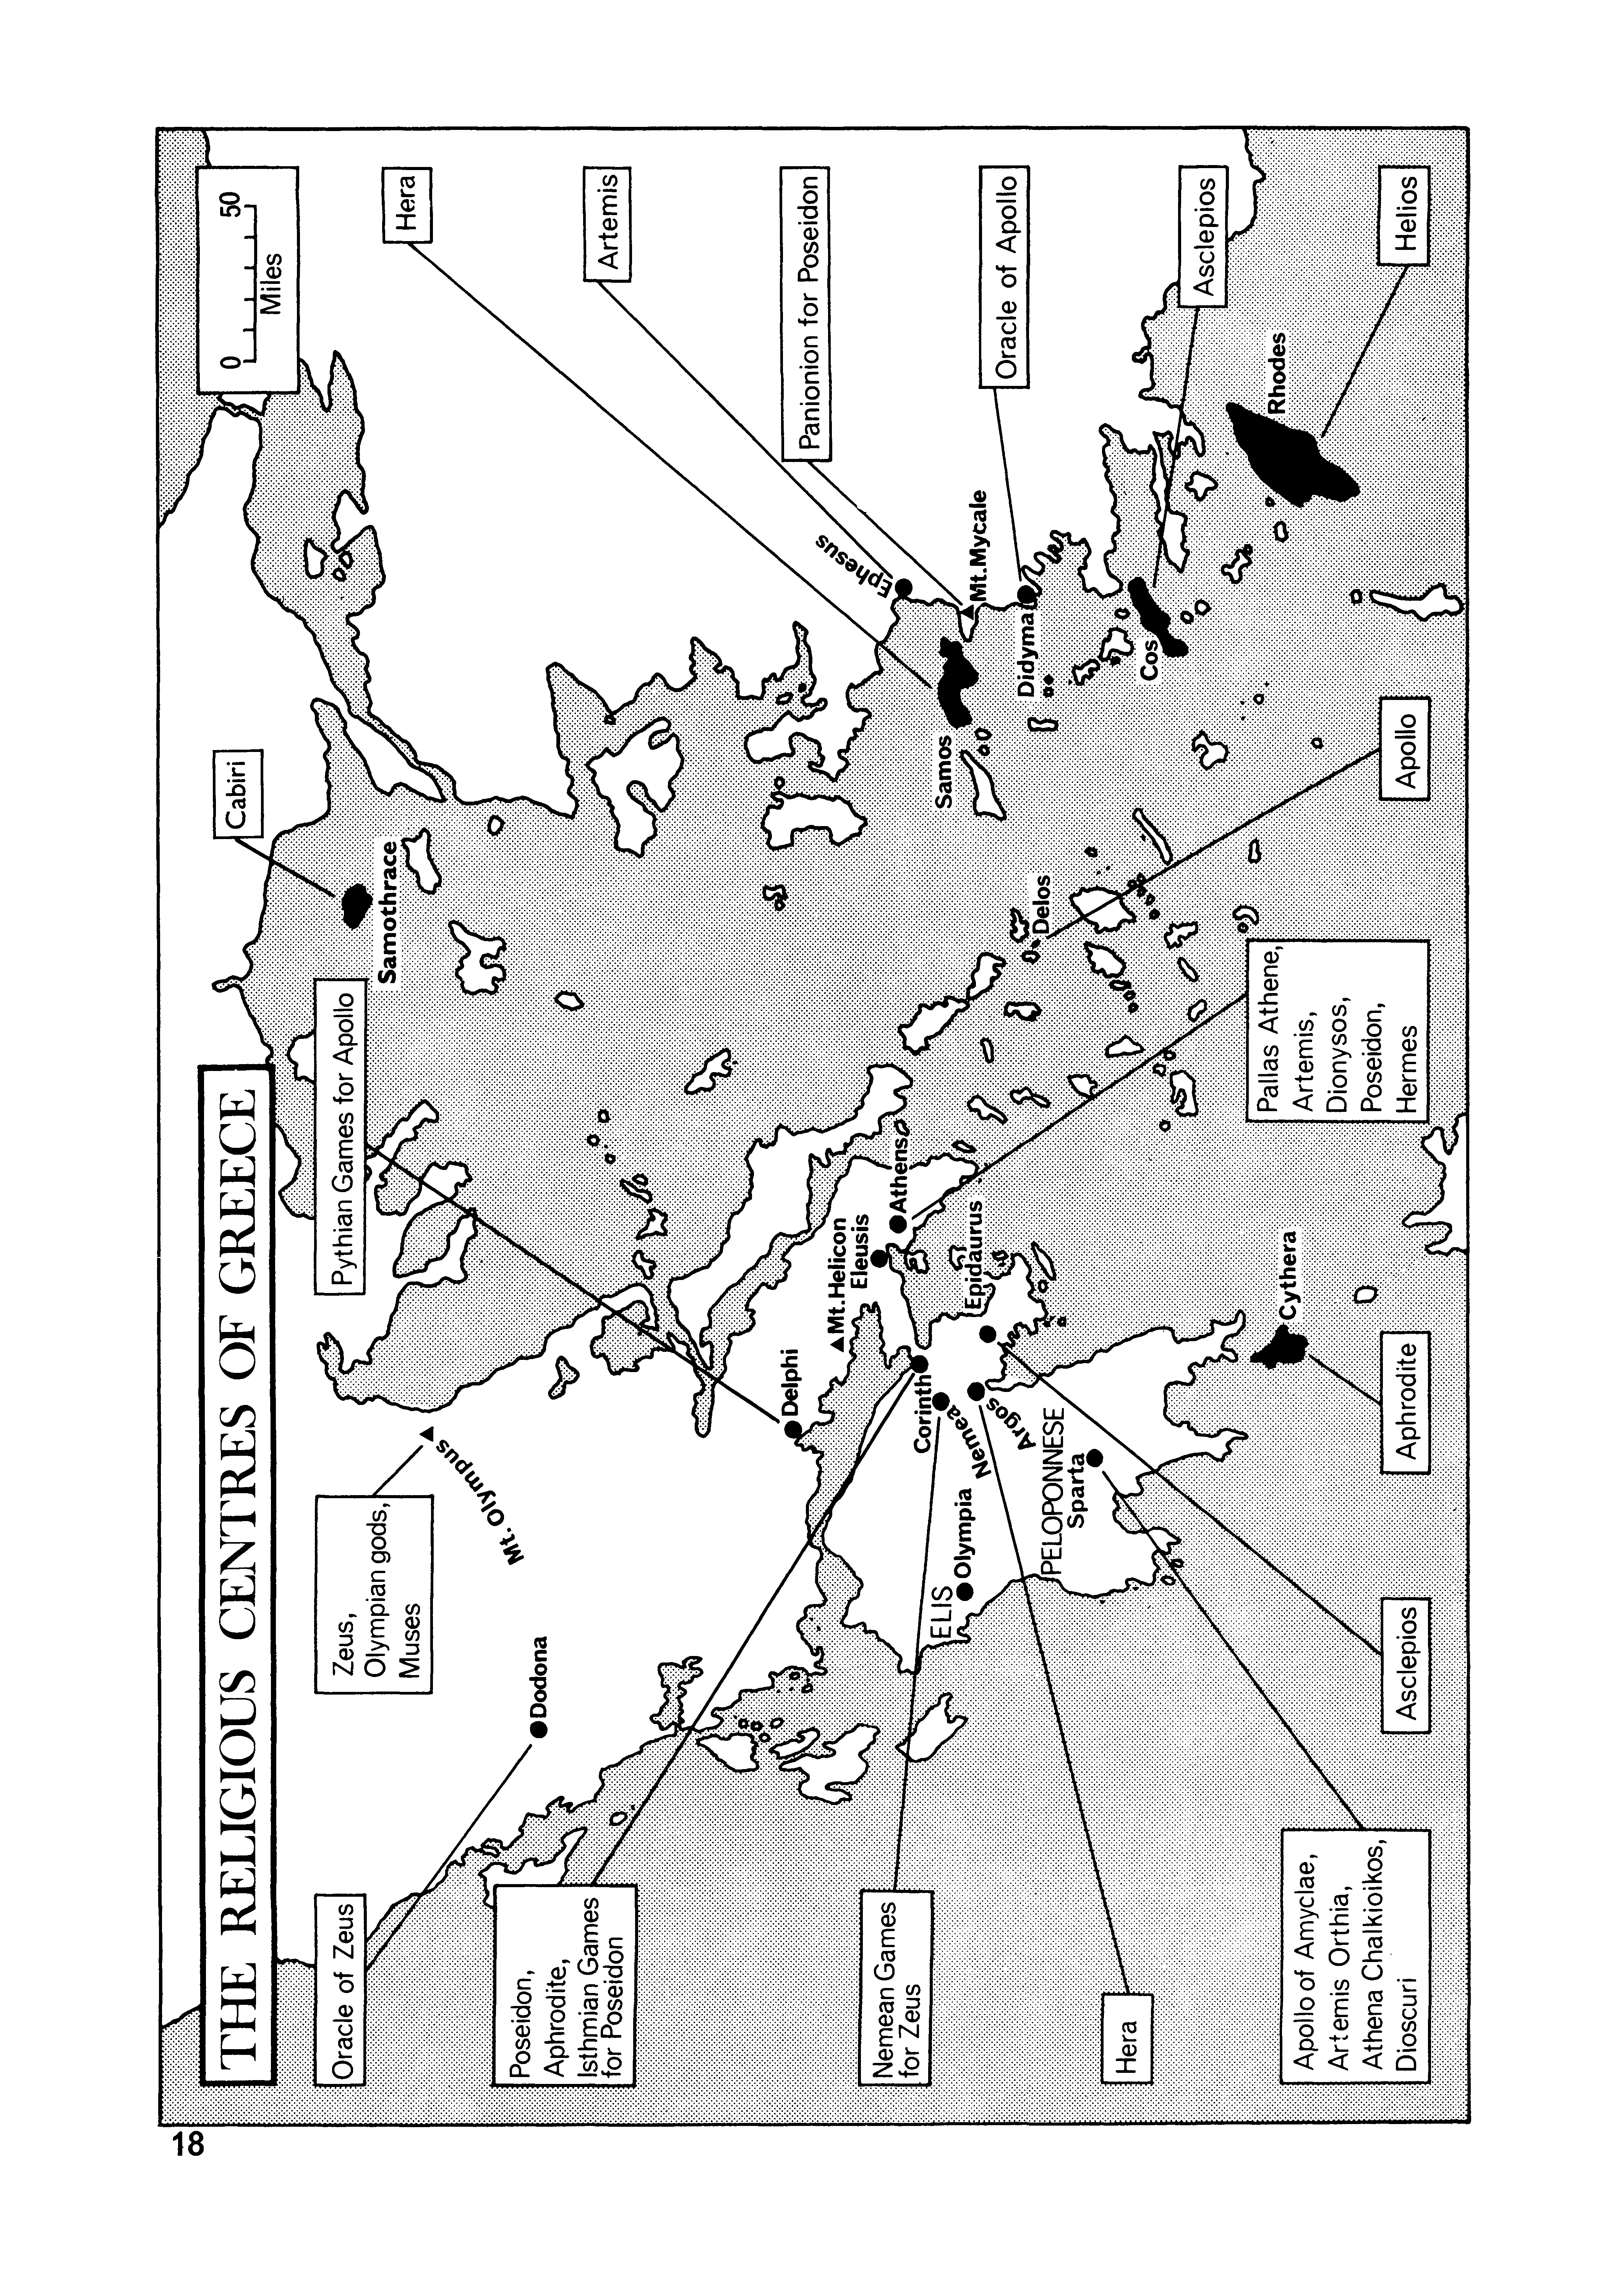 18
THE RELIGIOUS CENTRES OF GREECE
0 50
Miles
Oracle of Zeus
Zeus,
Olympian gods,
Muses
Pythian Games for Apollo
Cabiri
Hera
Artemis
Panionion for Poseidon
Oracle of Apollo
Asclepios
Helios
Poseidon,
Aphrodite,
Isthmian Games
for Poseidon
Nemean Games
for Zeus
Hera
Apollo of Amyclae,
Artemis Orthia,
Athena Chalkioikos,
Dioscuri
Asclepios
Aphrodite
Pallas Athene,
Artemis,
Dionysos,
Poseidon,
Hermes
Apollo
Samothrace
Mt. Olympus
Dodona
Delphi
Mt.Helicon
Eleusis
Athens
Corinth
Nemea
Argos
Epidaurus
ELIS
Olympia
PELOPONNESE
Sparta
Cythera
Delos
Samos
Ephesus
Mt.Mycale
Didyma
Cos
Rhodes